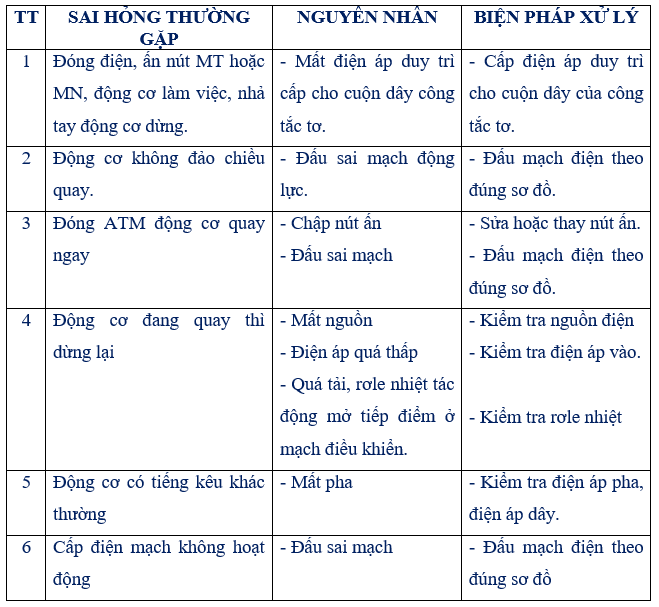 TT SAI HỎNG THƯỜNG GẶP NGUYÊN NHÂN BIỆN PHÁP XỬ LÝ
1
Đóng điện, ấn nút MT hoặc
MN, động cơ làm việc, nhả
tay động cơ dừng.
- Mất điện áp duy trì
cấp cho cuộn dây công
tắc tơ.
- Cấp điện áp duy trì
cho cuộn dây của công
tắc tơ.
2
Động cơ không đảo chiều
quay.
- Đấu sai mạch động
lực.
- Đấu mạch điện theo
đúng sơ đồ.
3
Đóng ATM động cơ quay
ngay
- Chập nút ấn
- Đấu sai mạch
- Sửa hoặc thay nút ấn.
- Đấu mạch điện theo
đúng sơ đồ.
4
Động cơ đang quay thì
dừng lại
- Mất nguồn
- Điện áp quá thấp
- Quá tải, rơle nhiệt tác
động mở tiếp điểm ở
mạch điều khiển.
- Kiểm tra nguồn điện
- Kiểm tra điện áp vào.
- Kiểm tra rơle nhiệt
5
Động cơ có tiếng kêu khác
thường
- Mất pha
- Kiểm tra điện áp pha,
điện áp dây.
6
Cấp điện mạch không hoạt
động
- Đấu sai mạch
- Đấu mạch điện theo
đúng sơ đồ